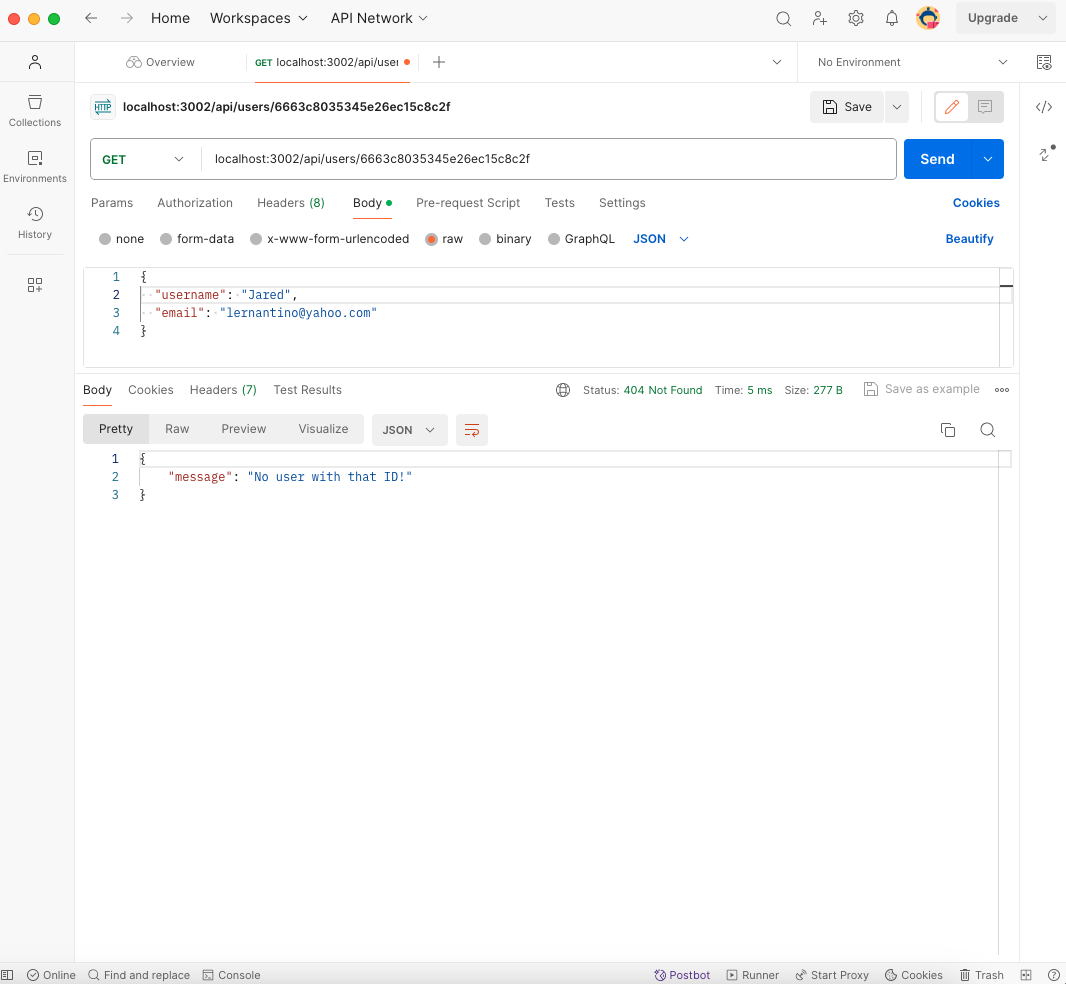 Home Workspaces API Network Upgrade
Overview GET localhost:3002/api/user No Environment
HTTP localhost:3002/api/users/6663c8035345e26ec15c8c2f Save
Collections
GET localhost:3002/api/users/6663c8035345e26ec15c8c2f Send
Environments
Params Authorization Headers (8) Body Pre-request Script Tests Settings Cookies
History
none form-data x-www-form-urlencoded raw binary GraphQL JSON Beautify
1 {
2 "username": "Jared",
3 "email": "lernantino@yahoo.com"
4 }
Body Cookies Headers (7) Test Results Status: 404 Not Found Time: 5 ms Size: 277 B Save as example
Pretty Raw Preview Visualize JSON
1 {
2 "message": "No user with that ID!"
3 }
Online Find and replace Console Postbot Runner Start Proxy Cookies Trash